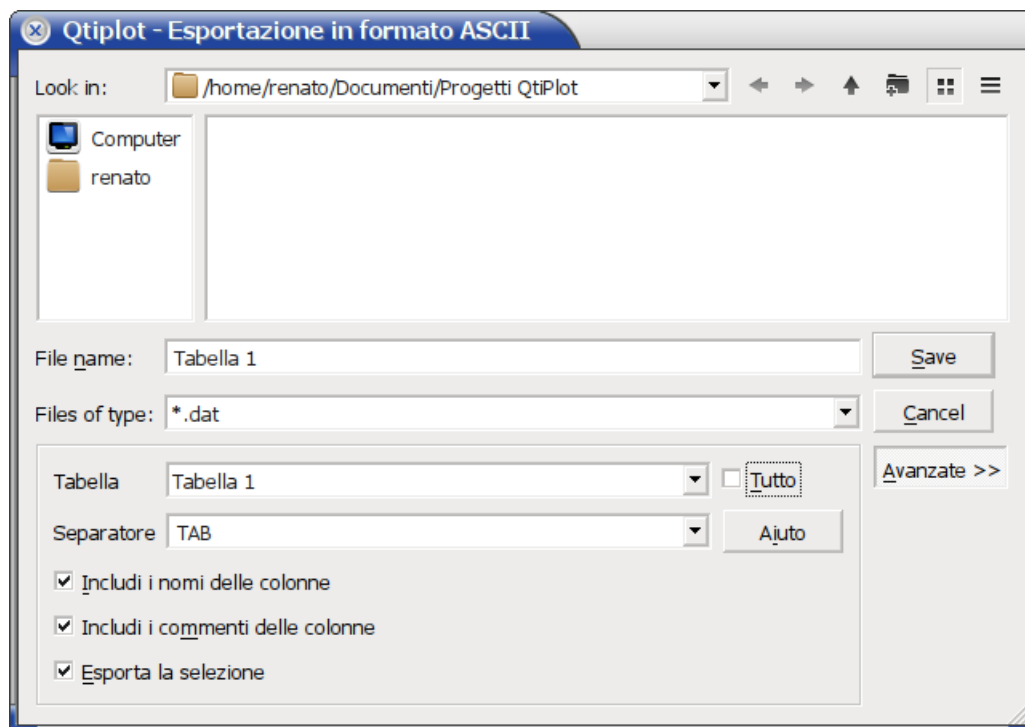 Qtiplot - Esportazione in formato ASCII
Look in: /home/renato/Documenti/Progetti QtiPlot
Computer
renato
File name: Tabella 1 Save
Files of type: *.dat Cancel
Tabella Tabella 1 Tutto Avanzate >>
Separatore TAB Aiuto
Includi i nomi delle colonne
Includi i commenti delle colonne
Esporta la selezione